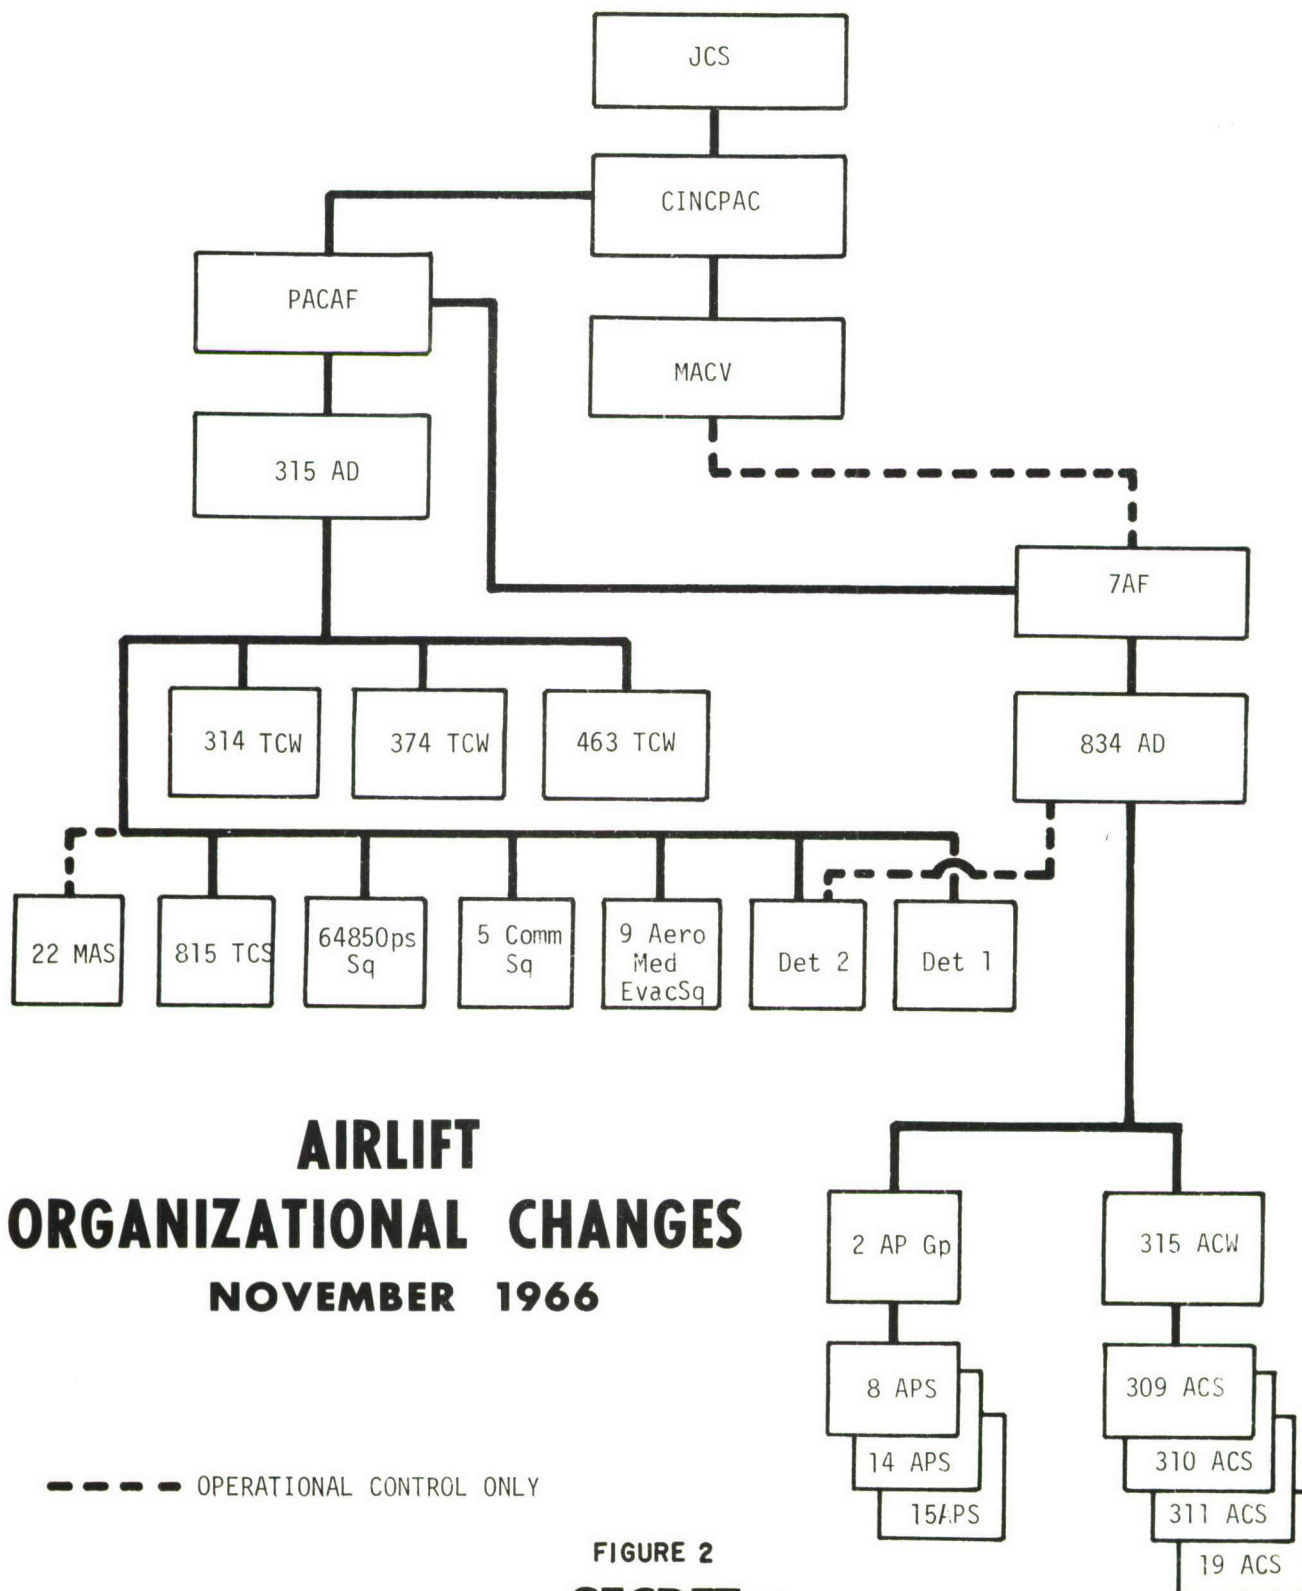 JCS
CINCPAC
PACAF
MACV
315 AD
7AF
314 TCW
374 TCW
463 TCW
834 AD
22 MAS
815 TCS
6485Ops
Sq
5 Comm
Sq
9 Aero
Med
EvacSq
Det 2
Det 1
AIRLIFT
ORGANIZATIONAL CHANGES
NOVEMBER 1966
2 AP Gp
315 ACW
8 APS
14 APS
15APS
309 ACS
310 ACS
311 ACS
19 ACS
OPERATIONAL CONTROL ONLY
FIGURE 2